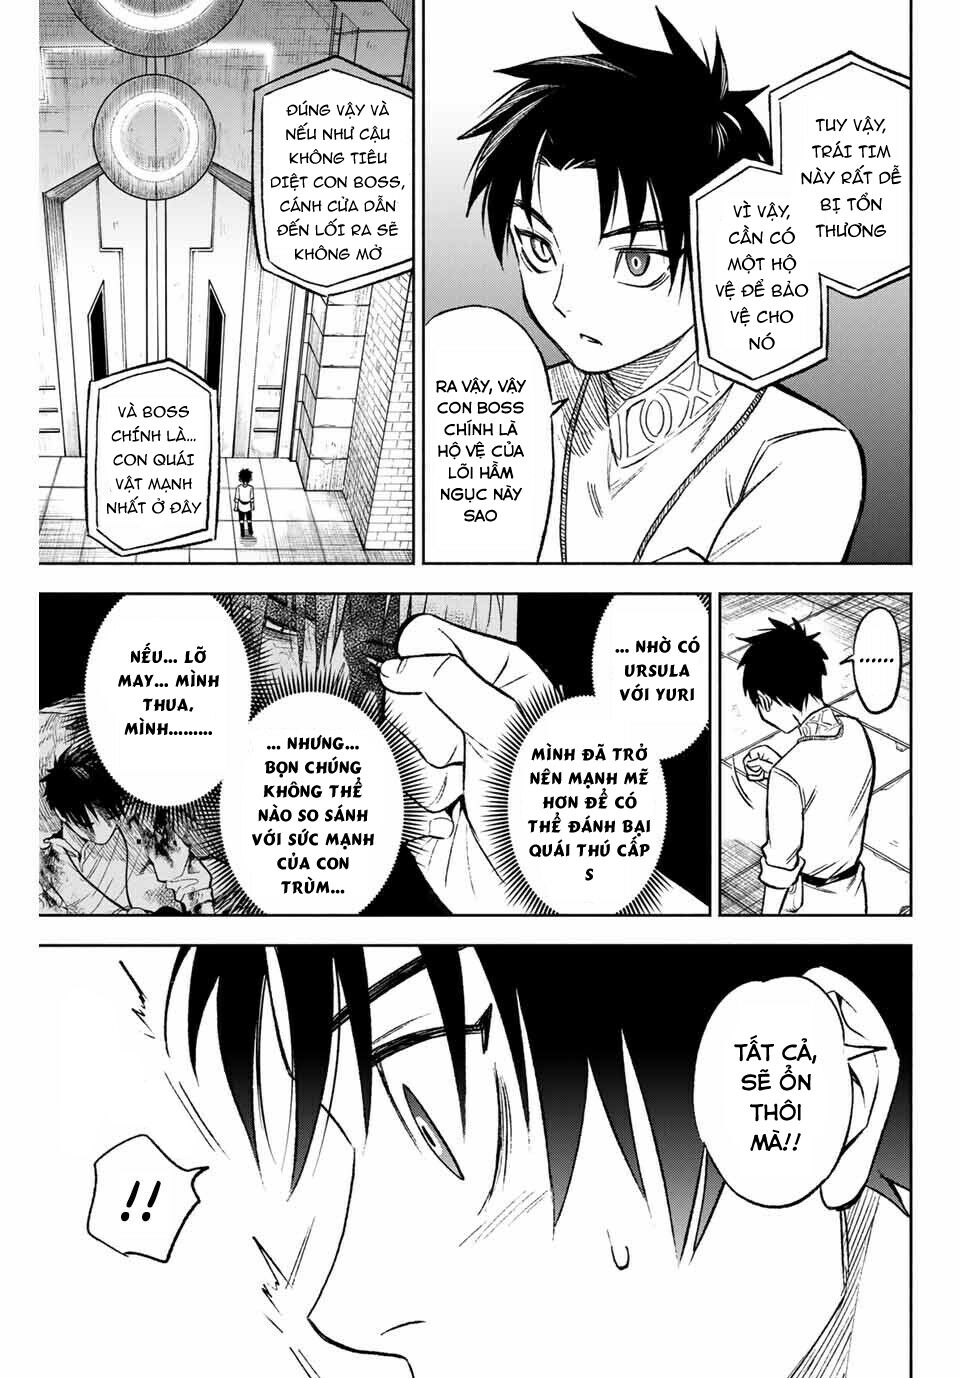 TUY VẬY,
TRÁI TIM
NÀY RẤT DỄ
BỊ TỔN
THƯƠNG
VÌ VẬY,
CẦN CÓ
MỘT HỘ
VỆ ĐỂ BẢO
VỆ CHO
NÓ
RA VẬY, VẬY
CON BOSS
CHÍNH LÀ
HỘ VỆ CỦA
LÕI HẦM
NGỤC NÀY
SAO
ĐÚNG VẬY VÀ
NẾU NHƯ CẬU
KHÔNG TIÊU
DIỆT CON BOSS,
CÁNH CỬA DẪN
ĐẾN LỐI RA SẼ
KHÔNG MỞ
VÀ BOSS
CHÍNH LÀ...
CON QUÁI
VẬT MẠNH
NHẤT Ở ĐÂY
......
... NHỜ CÓ
URSULA
VỚI YURI
MÌNH ĐÃ TRỞ
NÊN MẠNH MẼ
HƠN ĐỂ CÓ
THỂ ĐÁNH BẠI
QUÁI THÚ CẤP
S
... NHƯNG...
BỌN CHÚNG
KHÔNG THỂ
NÀO SO SÁNH
VỚI SỨC MẠNH
CỦA CON
TRÙM...
NẾU... LỠ
MAY... MÌNH
THUA,
MÌNH.........
TẤT CẢ,
SẼ ỔN
THÔI
MÀ!!
!!